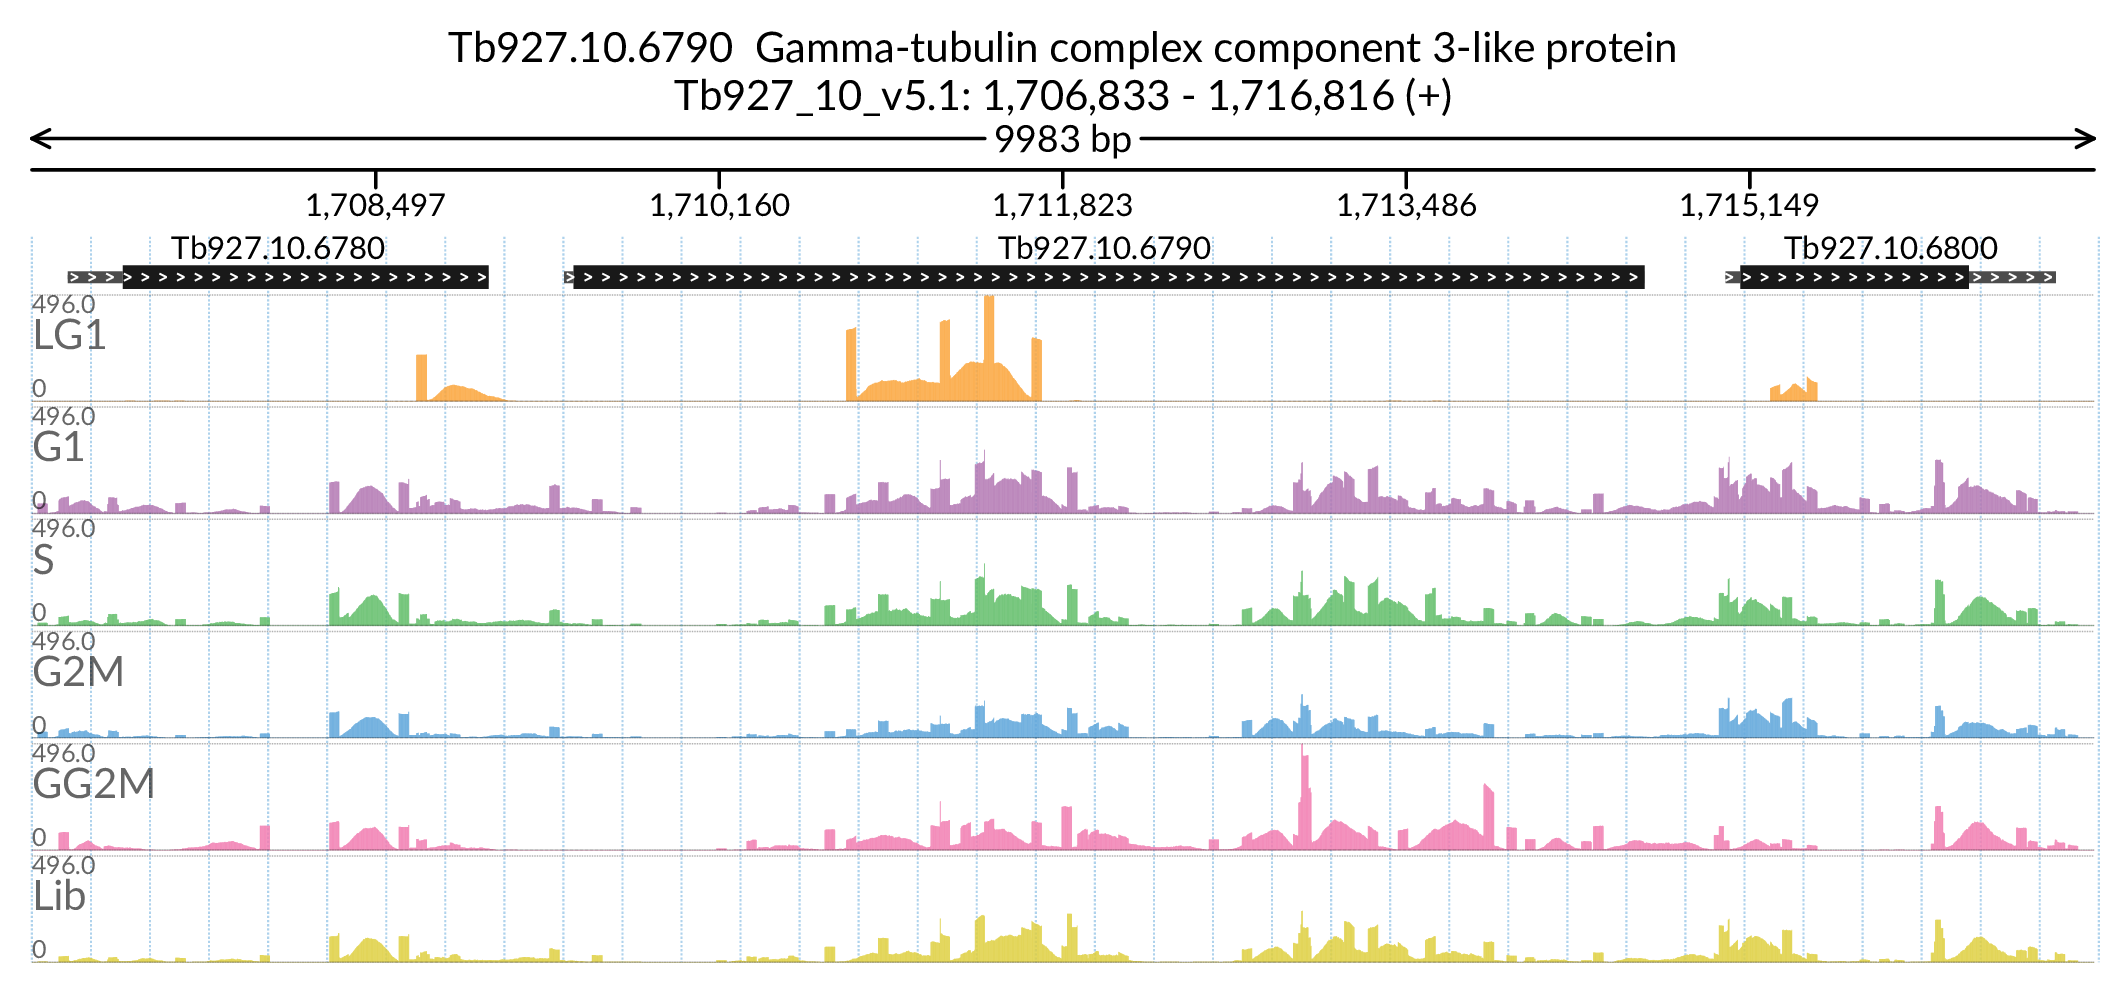 Tb927.10.6790  Gamma-tubulin complex component 3-like protein
Tb927_10_v5.1: 1,706,833 - 1,716,816 (+)
9983 bp
1,708,497 1,710,160 1,711,823 1,713,486 1,715,149
Tb927.10.6780 Tb927.10.6790 Tb927.10.6800
496.0
LG1
0
496.0
G1
0
496.0
S
0
496.0
G2M
0
496.0
GG2M
0
496.0
Lib
0